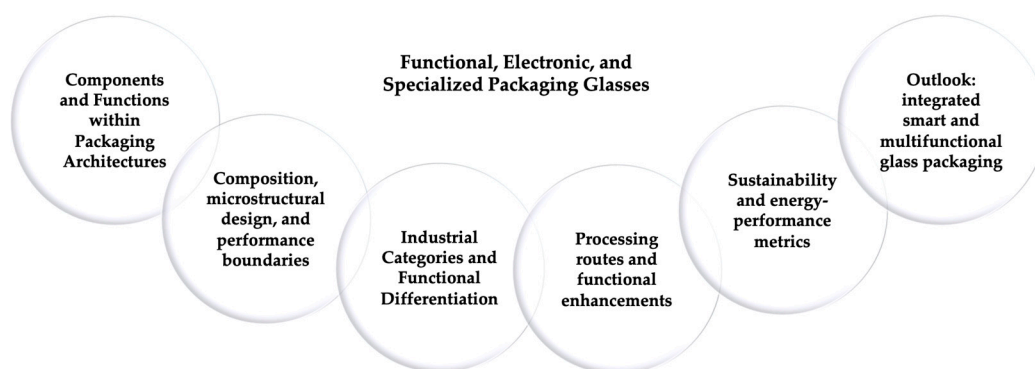 Functional, Electronic, and
Specialized Packaging Glasses
Components
and Functions
within
Packaging
Architectures
Composition,
microstructural
design, and
performance
boundaries
Industrial
Categories and
Functional
Differentiation
Processing
routes and
functional
enhancements
Sustainability
and energy-
performance
metrics
Outlook:
integrated
smart and
multifunctional
glass packaging